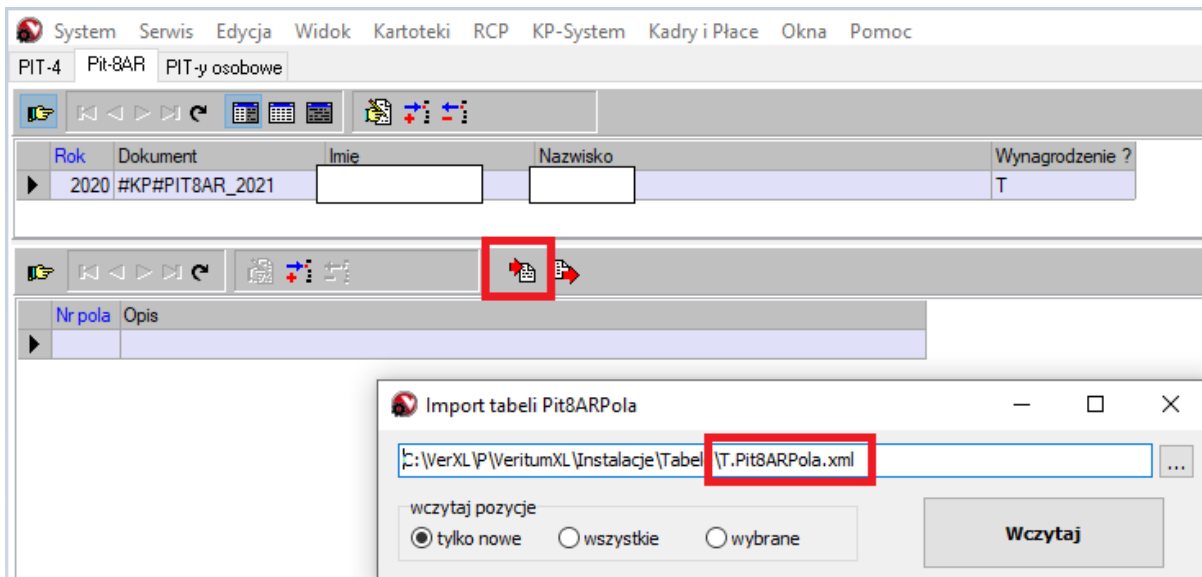 System Serwis Edycja Widok Kartoteki RCP KP-System Kadry i Płace Okna Pomoc
PIT-4 Pit-8AR PIT-y osobowe
Rok Dokument Imię Nazwisko Wynagrodzenie ?
2020 #KP#PIT8AR_2021 T
Nr pola Opis
Import tabeli Pit8ARPola
C:\VerXL\P\VeritumXL\Instalacje\Tabel \T.Pit8ARPola.xml ...
wczytaj pozycje
tylko nowe wszystkie wybrane Wczytaj